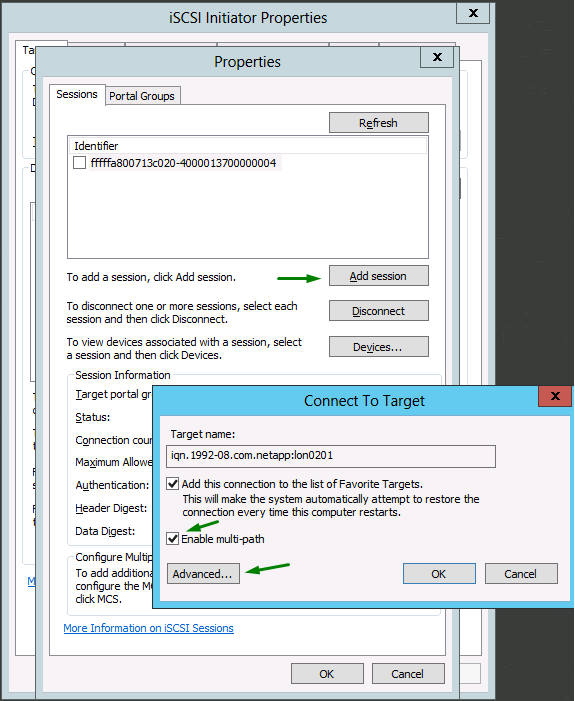 iSCSI Initiator Properties
Properties
Sessions
Portal Groups
Refresh
Identifier
fffffa800713c020-4000013700000004
To add a session, click Add session.
Add session
To disconnect one or more sessions, select each
session and then click Disconnect.
Disconnect
To view devices associated with a session, select
a session and then click Devices.
Devices...
Session Information
Target portal gr
Status:
Connection coun
Maximum Allowe
Authentication:
Header Digest:
Data Digest:
Configure Multip
To add additiona
configure the MC
click MCS.
More Information on iSCSI Sessions
OK
Cancel
Connect To Target
Target name:
iqn.1992-08.com.netapp:lon0201
Add this connection to the list of Favorite Targets.
This will make the system automatically attempt to restore the
connection every time this computer restarts.
Enable multi-path
Advanced...
OK
Cancel